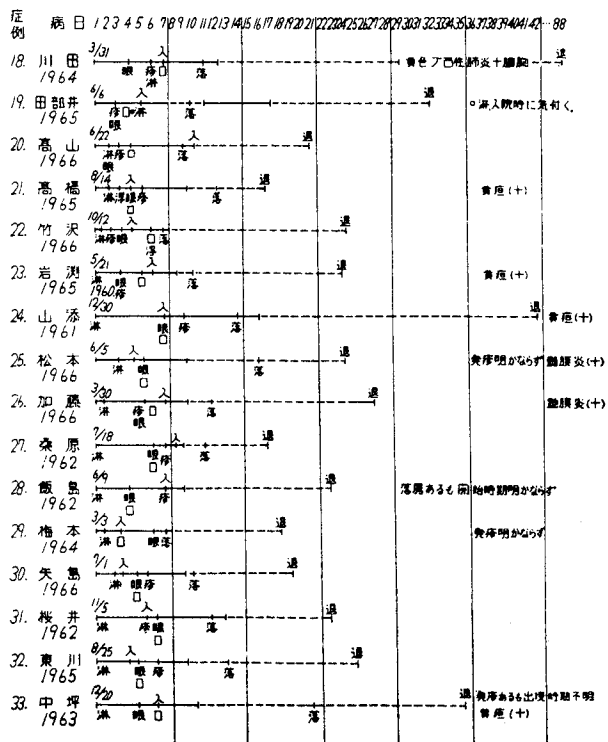 症例 病日 1 2 3 4 5 6 7 8 9 10 11 12 13 14 15 16 17 18 19 20 21 22 23 24 25 26 27 28 29 30 31 32 33 34 35 36 37 38 39 40 41 42 … 88
18. 川田 3/31 入 退
1964 眼 疹 淋 落
19. 田部井 6/6 入 退 淋入院時に気付く。
1965 疹 眼 淋 落
20. 高山 6/22 入 退
1966 淋 疹 眼 落
21. 高橋 8/14 入 退 黄疸(+)
1965 淋 浮 眼 疹 落
22. 竹沢 10/12 入 退
1966 淋 疹 眼 浮 落
23. 岩渕 5/21 入 退 黄疸(+)
1965 淋 眼 疹 落
24. 山添 1960. 12/30 入 退 黄疸(+)
1961 淋 眼 疹 落
25. 松本 6/5 入 退 発疹明かならず 髄膜炎(+)
1966 淋 眼 落
26. 加藤 3/30 入 退 髄膜炎(+)
1966 淋 疹 眼 落
27. 桑原 7/18 入 退
1962 淋 眼 疹 落
28. 飯島 6/9 入 退 落屑あるも開始時期明かならず
1962 淋 眼 疹
29. 梅本 3/3 入 退 発疹明かならず
1964 淋 眼 落
30. 矢島 7/1 入 退
1966 淋 眼 疹 落
31. 桜井 11/5 入 退
1962 淋 疹 眼 落
32. 東川 8/25 入 退
1965 淋 眼 疹 落
33. 中坪 12/20 入 退 発疹あるも出現時期不明
1963 淋 眼 落 黄疸(+)